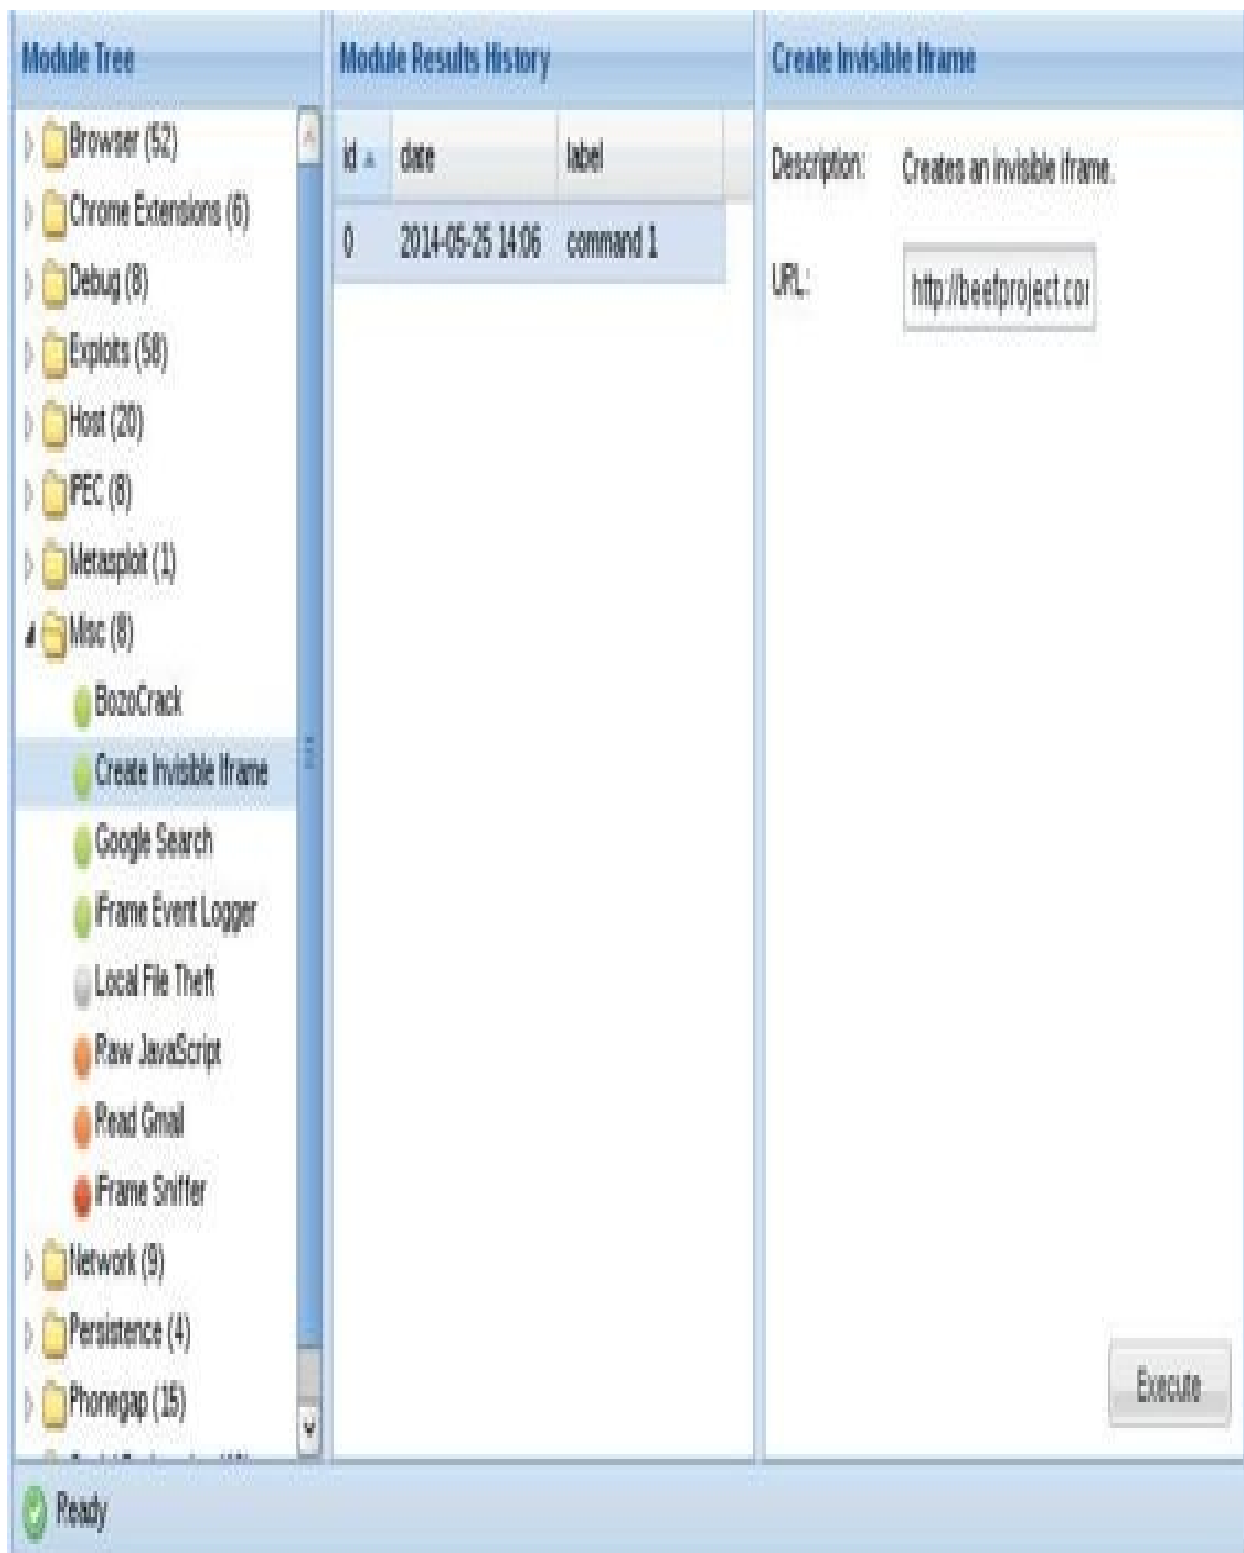 Module Tree
Browser (52)
Chrome Extensions (6)
Debug (8)
Exploits (58)
Host (20)
IPEC (8)
Metasploit (1)
Misc (8)
BozoCrack
Create Invisible Iframe
Google Search
iFrame Event Logger
Local File Theft
Raw JavaScript
Read Gmail
iFrame Sniffer
Network (9)
Persistence (4)
Phonegap (15)
Module Results History
id date label
0 2014-05-25 14:06 command 1
Create Invisible Iframe
Description: Creates an invisible iframe.
URL: http://beefproject.cor
Execute
Ready